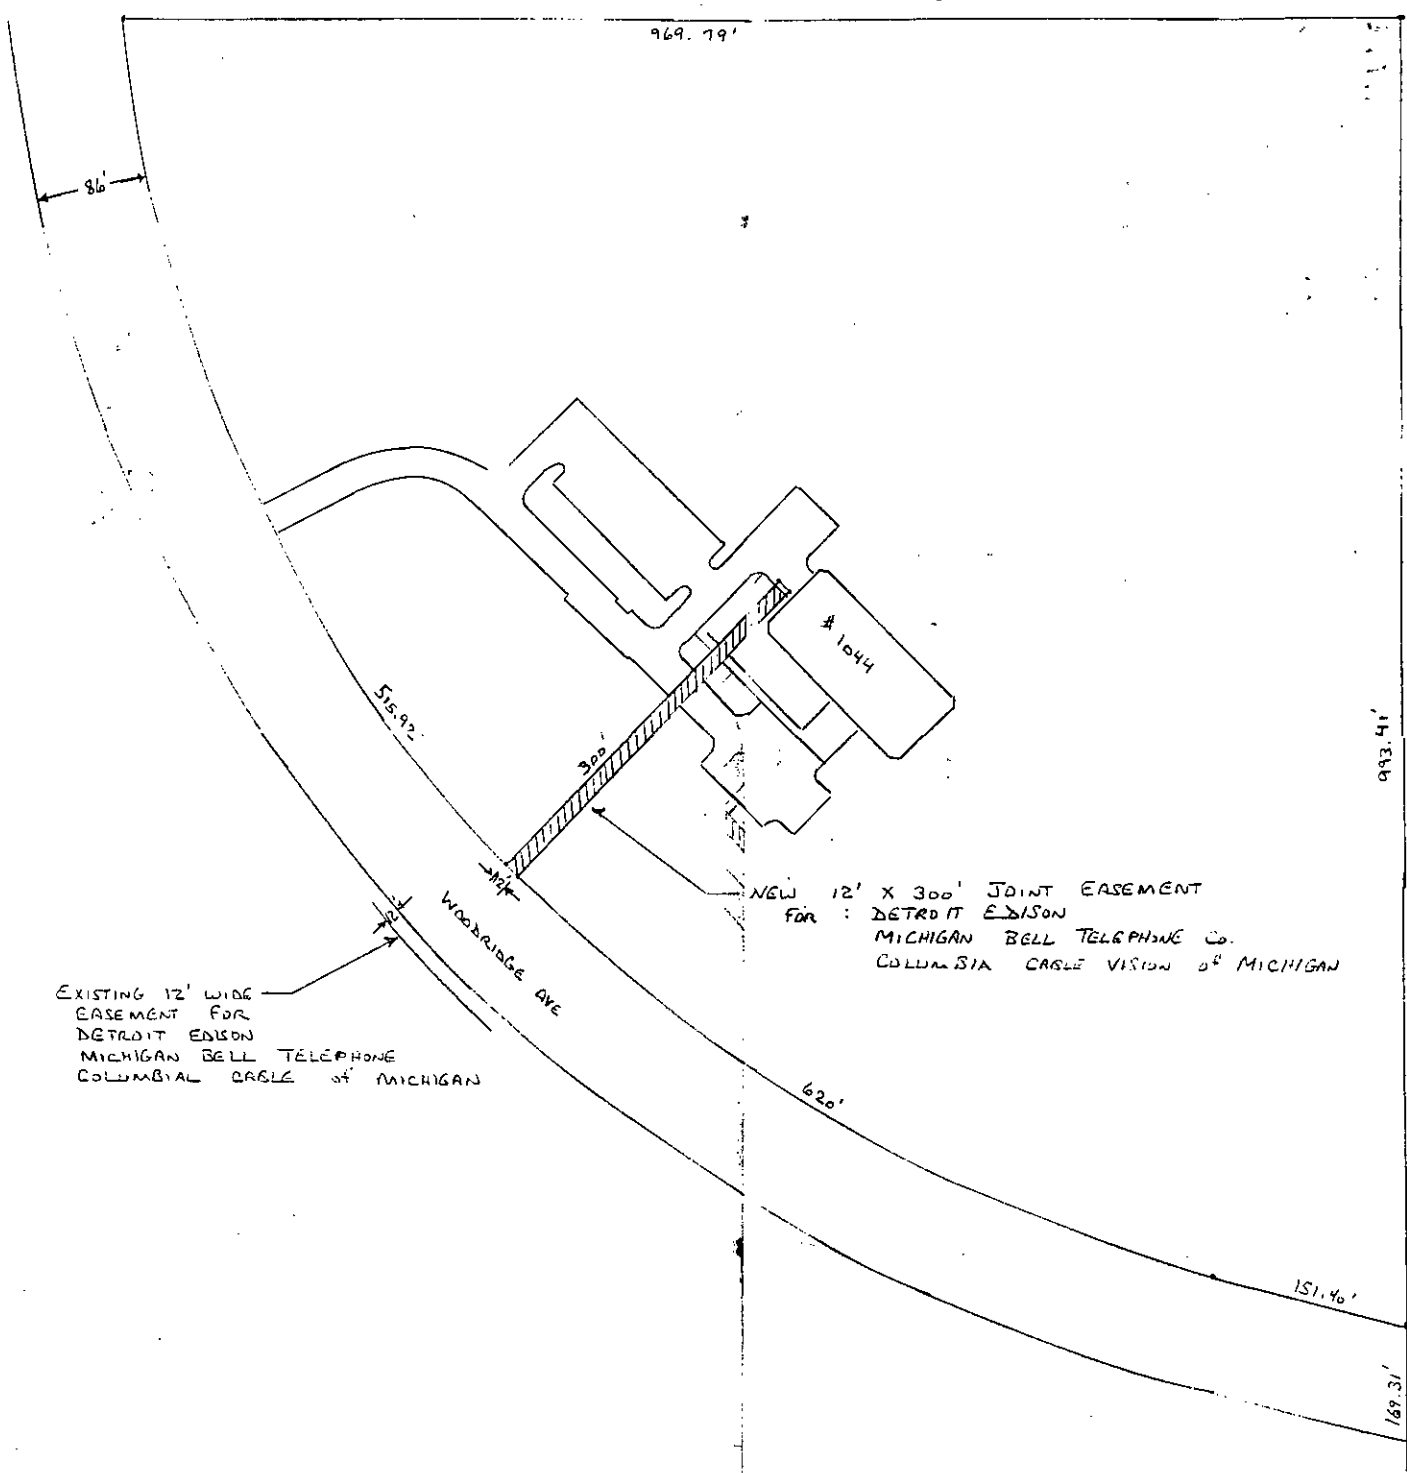 969.79'
86'
# 1044
515.92'
300'
993.41'
12'
NEW 12' X 300' JOINT EASEMENT
FOR : DETROIT EDISON
MICHIGAN BELL TELEPHONE CO.
COLUMBIA CABLE VISION of MICHIGAN
WOODRIDGE AVE
12'
EXISTING 12' WIDE
EASEMENT FOR
DETROIT EDISON
MICHIGAN BELL TELEPHONE
COLUMBIAL CABLE of MICHIGAN
620'
151.40'
169.31'